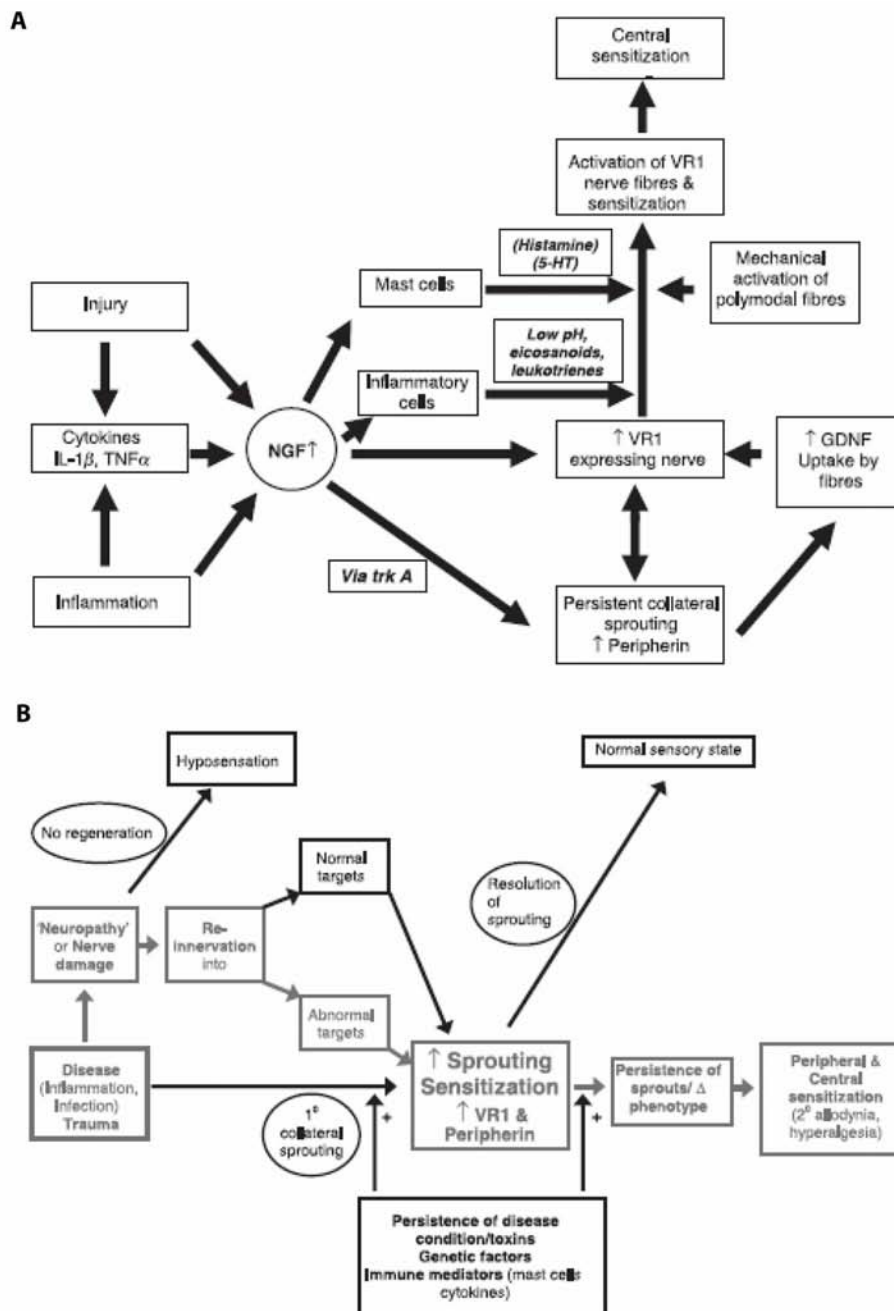 A
Central
sensitization
Activation of VR1
nerve fibres &
sensitization
(Histamine)
(5-HT)
Mechanical
activation of
polymodal fibres
Mast cells
Injury
Low pH,
eicosanoids,
leukotrienes
Inflammatory
cells
Cytokines
IL-1β, TNFα
NGF↑
↑ VR1
expressing nerve
↑ GDNF
Uptake by
fibres
Via trk A
Inflammation
Persistent collateral
sprouting
↑ Peripherin
B
Hyposensation
Normal sensory state
No regeneration
Normal
targets
Resolution
of
sprouting
'Neuropathy'
or Nerve
damage
Re-
innervation
into
Abnormal
targets
Disease
(Inflammation,
Infection)
Trauma
↑ Sprouting
Sensitization
↑ VR1 &
Peripherin
Persistence of
sprouts/ Δ
phenotype
Peripheral &
Central
sensitization
(2⁰ allodynia,
hyperalgesia)
1⁰
collateral
sprouting
+
+
Persistence of disease
condition/toxins
Genetic factors
Immune mediators (mast cells
cytokines)